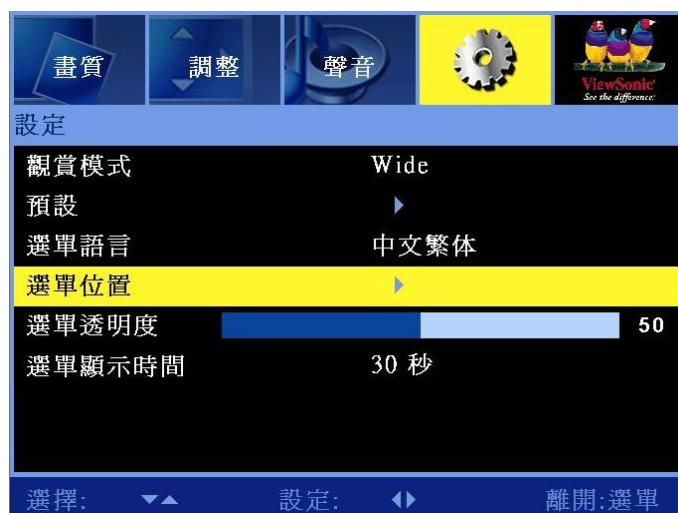 畫質 調整 聲音 ViewSonic
See the difference
設定
觀賞模式 Wide
預設
選單語言 中文繁体
選單位置
選單透明度 50
選單顯示時間 30 秒
選擇: 設定: 離開:選單